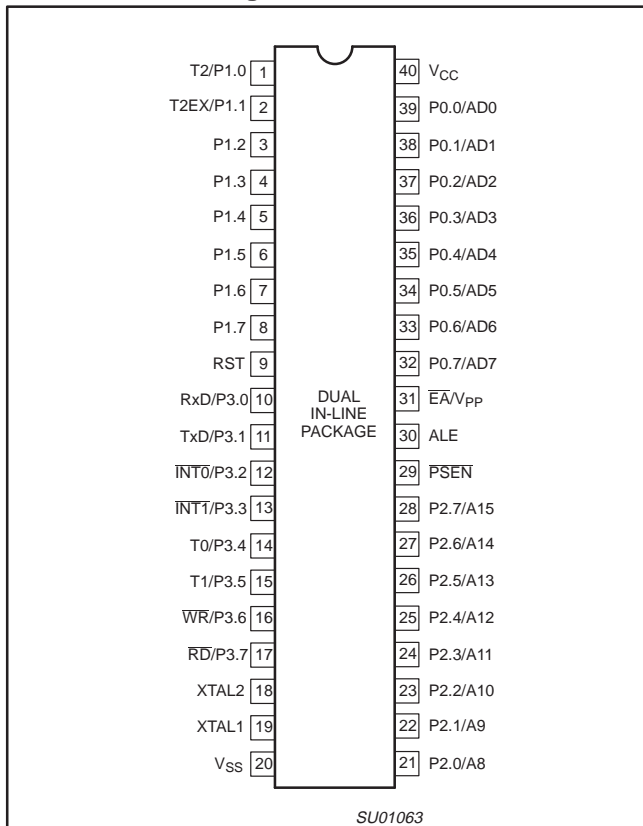 T2/P1.0 1
T2EX/P1.1 2
P1.2 3
P1.3 4
P1.4 5
P1.5 6
P1.6 7
P1.7 8
RST 9
RxD/P3.0 10
TxD/P3.1 11
INT0/P3.2 12
INT1/P3.3 13
T0/P3.4 14
T1/P3.5 15
WR/P3.6 16
RD/P3.7 17
XTAL2 18
XTAL1 19
VSS 20
DUAL
IN-LINE
PACKAGE
40 VCC
39 P0.0/AD0
38 P0.1/AD1
37 P0.2/AD2
36 P0.3/AD3
35 P0.4/AD4
34 P0.5/AD5
33 P0.6/AD6
32 P0.7/AD7
31 EA/VPP
30 ALE
29 PSEN
28 P2.7/A15
27 P2.6/A14
26 P2.5/A13
25 P2.4/A12
24 P2.3/A11
23 P2.2/A10
22 P2.1/A9
21 P2.0/A8
SU01063